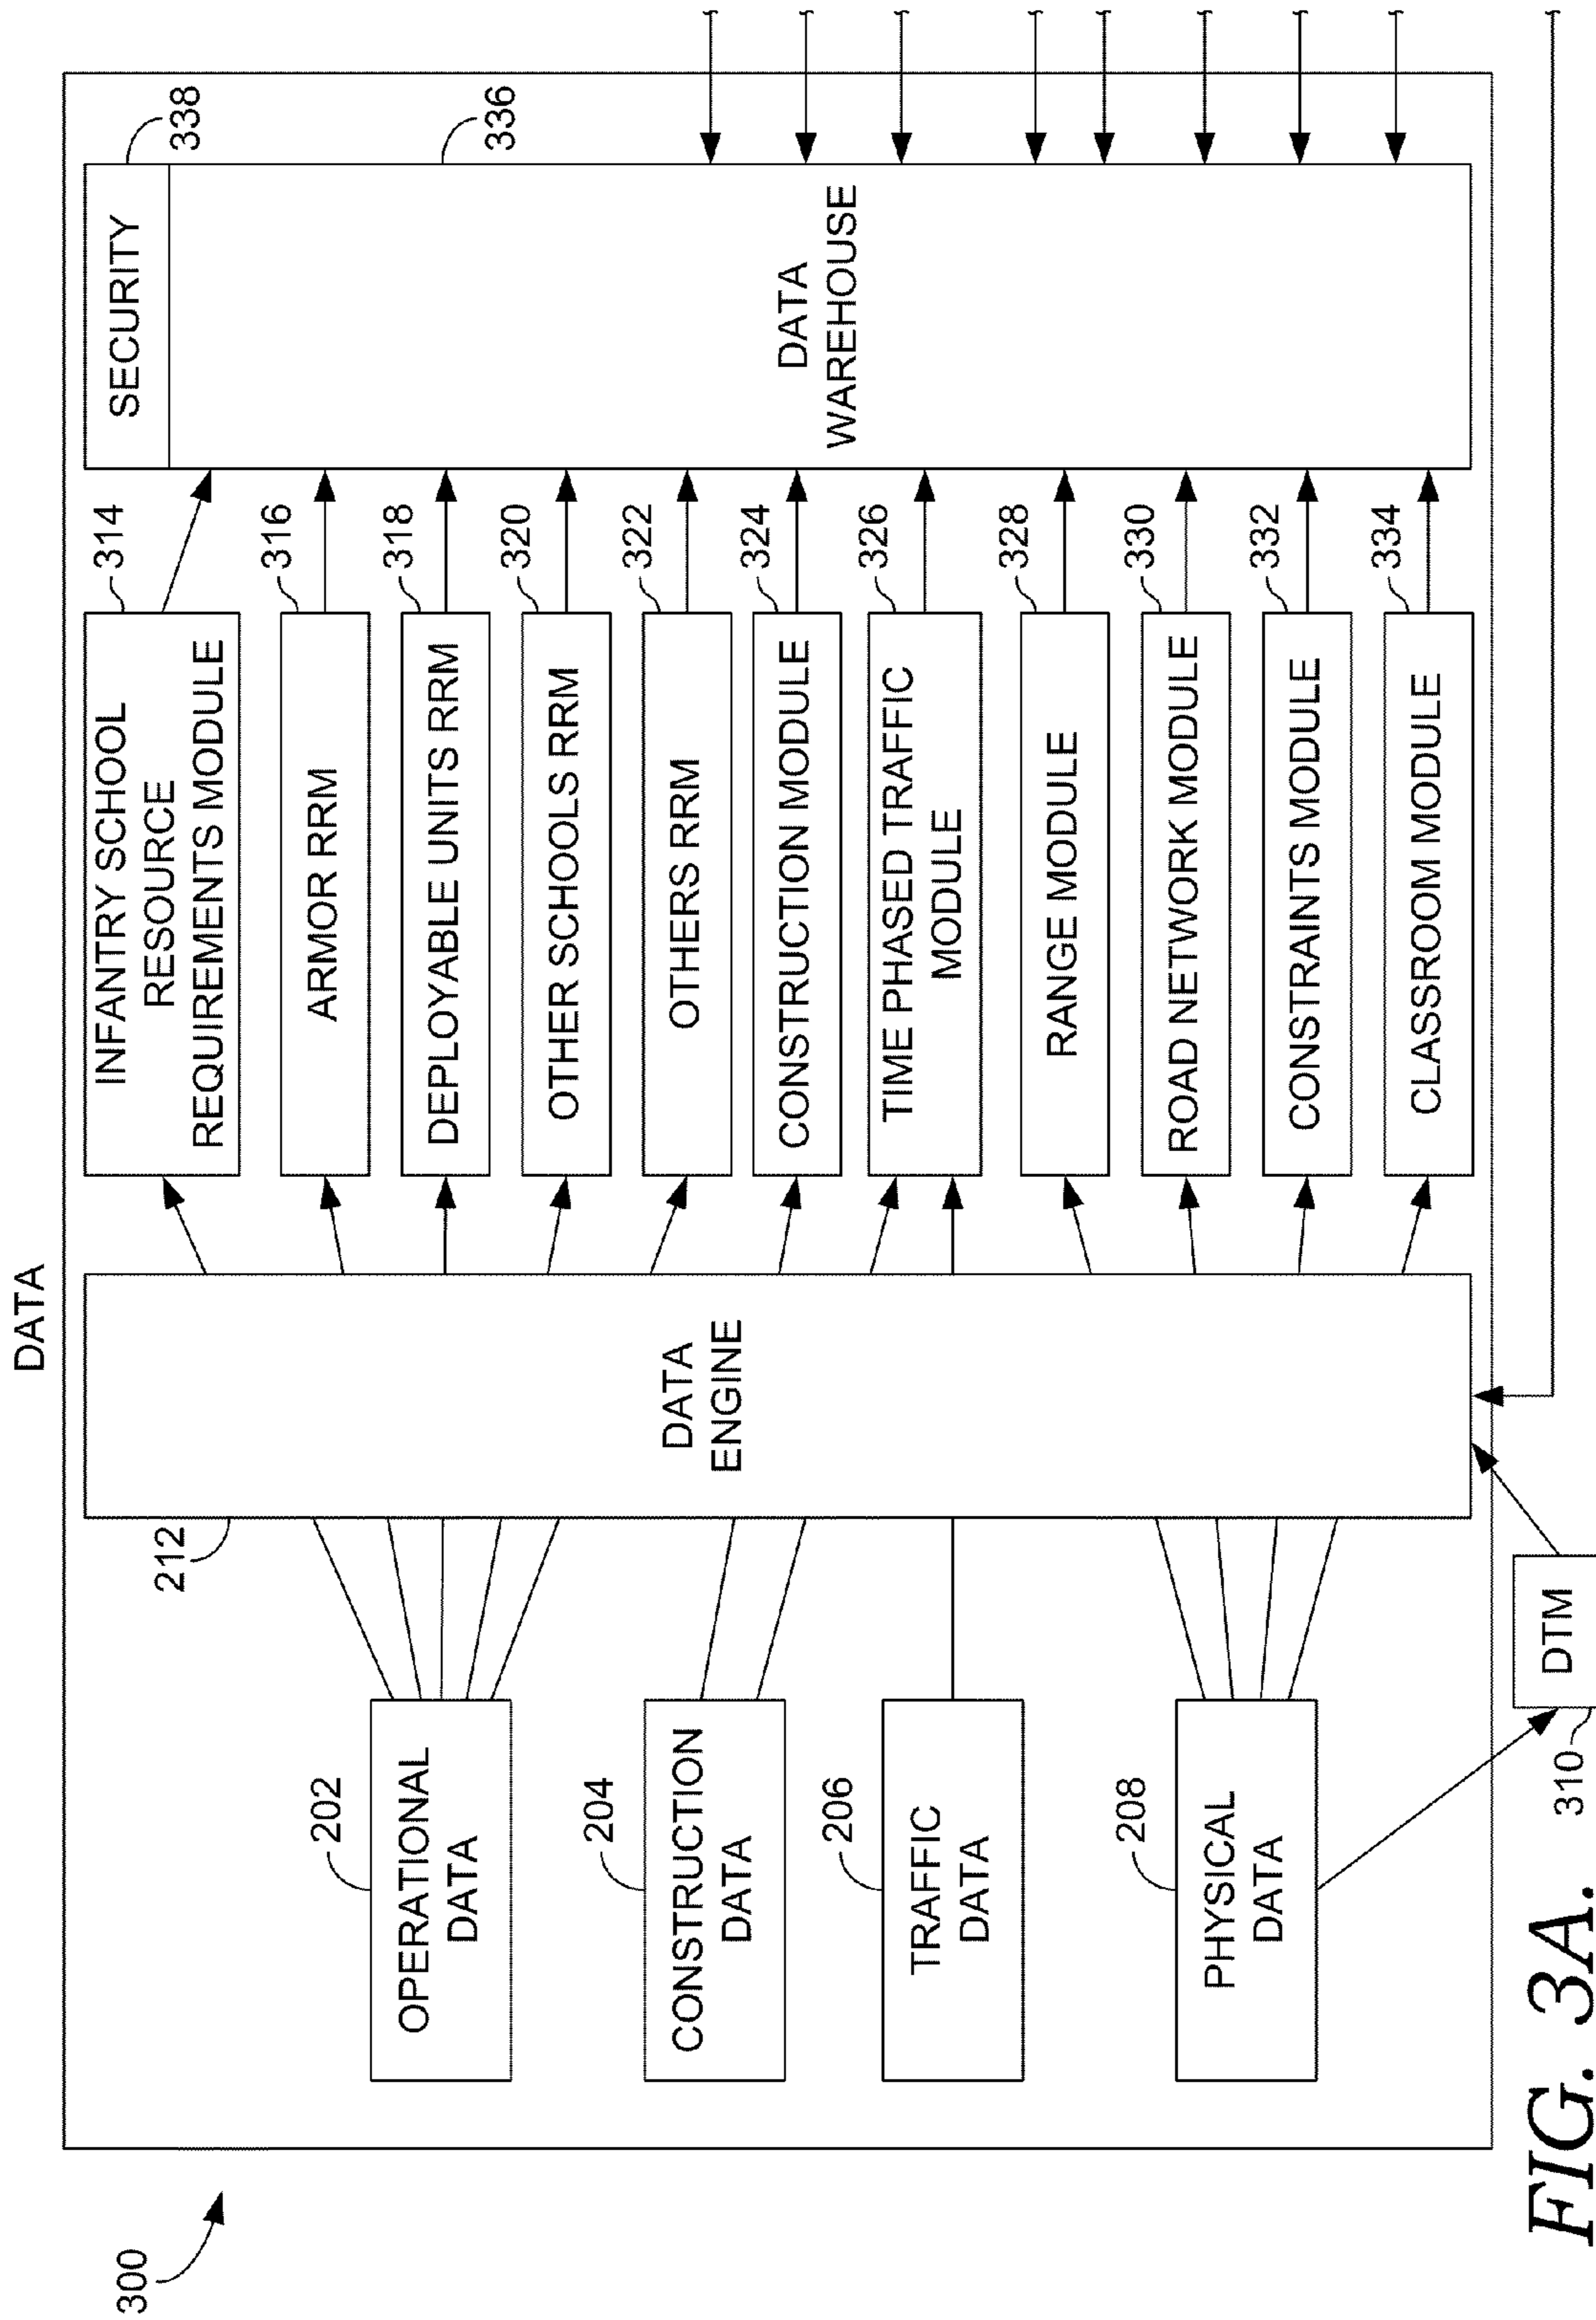 DATA
300
202
OPERATIONAL
DATA
204
CONSTRUCTION
DATA
206
TRAFFIC
DATA
208
PHYSICAL
DATA
212
DATA
ENGINE
310
DTM
314
INFANTRY SCHOOL
RESOURCE
REQUIREMENTS MODULE
316
ARMOR RRM
318
DEPLOYABLE UNITS RRM
320
OTHER SCHOOLS RRM
322
OTHERS RRM
324
CONSTRUCTION MODULE
326
TIME PHASED TRAFFIC
MODULE
328
RANGE MODULE
330
ROAD NETWORK MODULE
332
CONSTRAINTS MODULE
334
CLASSROOM MODULE
338
SECURITY
336
DATA
WAREHOUSE
FIG. 3A.